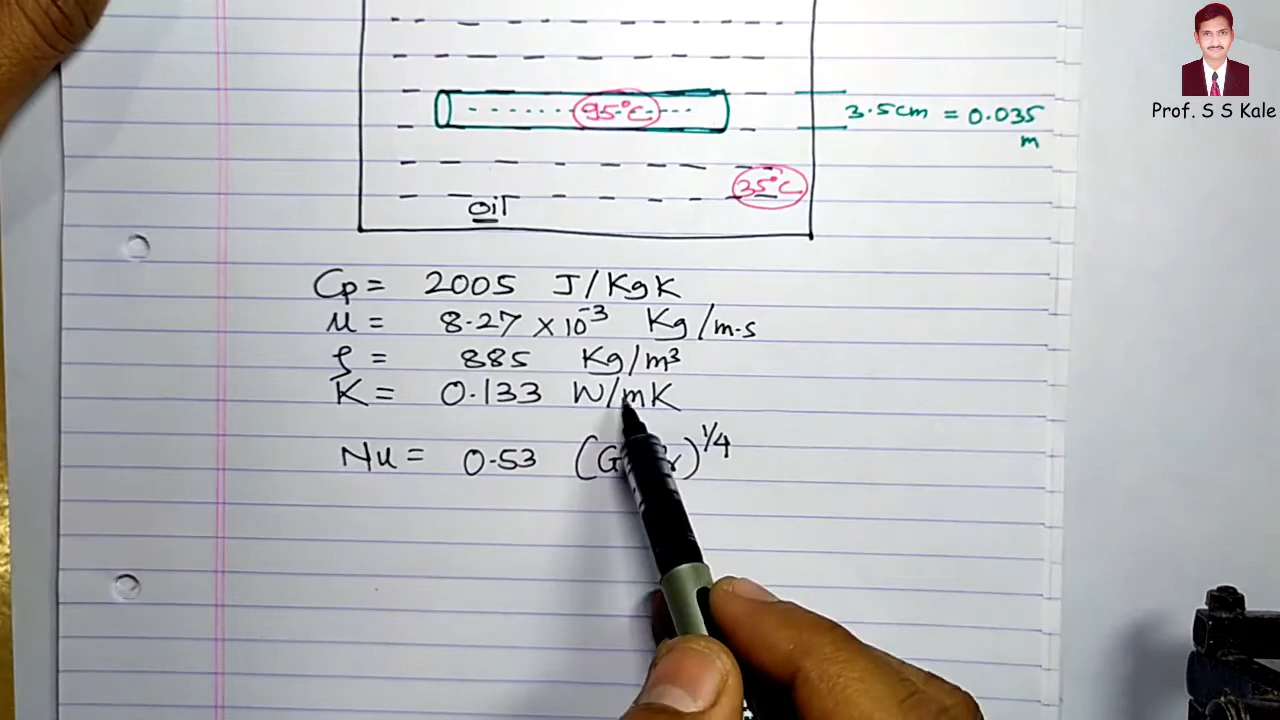 Prof. S S Kale
95°C
3.5cm = 0.035
m
35°C
oil
Cp = 2005 J/KgK
μ = 8.27 × 10⁻³ Kg/m-s
ρ = 885 Kg/m³
K = 0.133 W/mK
Nu = 0.53 (G r)^1/4